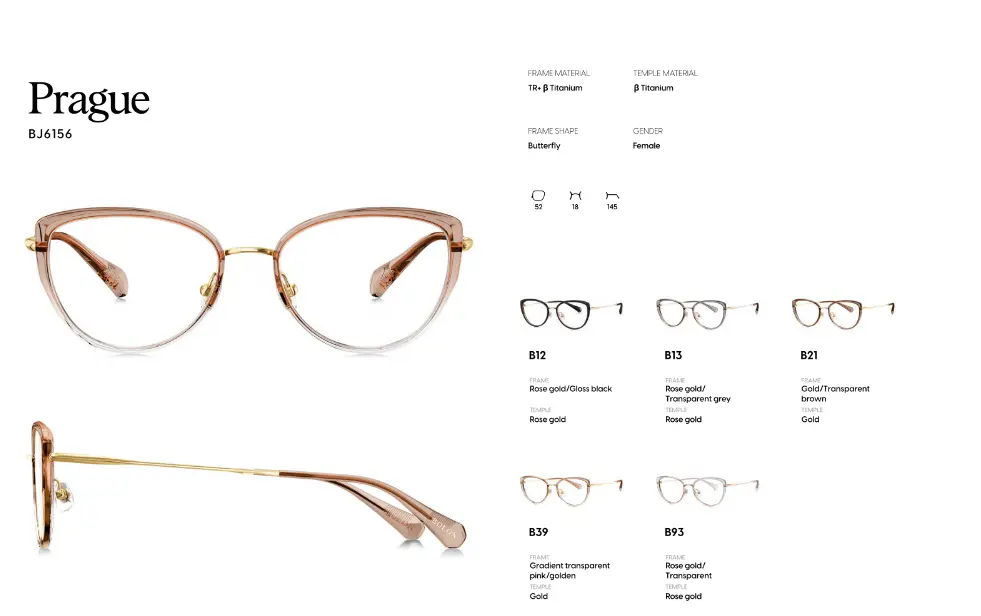 Prague
BJ6156
FRAME MATERIAL
TR+ β Titanium
TEMPLE MATERIAL
β Titanium
FRAME SHAPE
Butterfly
GENDER
Female
52
18
145
B12
FRAME
Rose gold/Gloss black
TEMPLE
Rose gold
B13
FRAME
Rose gold/
Transparent grey
TEMPLE
Rose gold
B21
FRAME
Gold/Transparent
brown
TEMPLE
Gold
B39
FRAME
Gradient transparent
pink/golden
TEMPLE
Gold
B93
FRAME
Rose gold/
Transparent
TEMPLE
Rose gold
BOLON